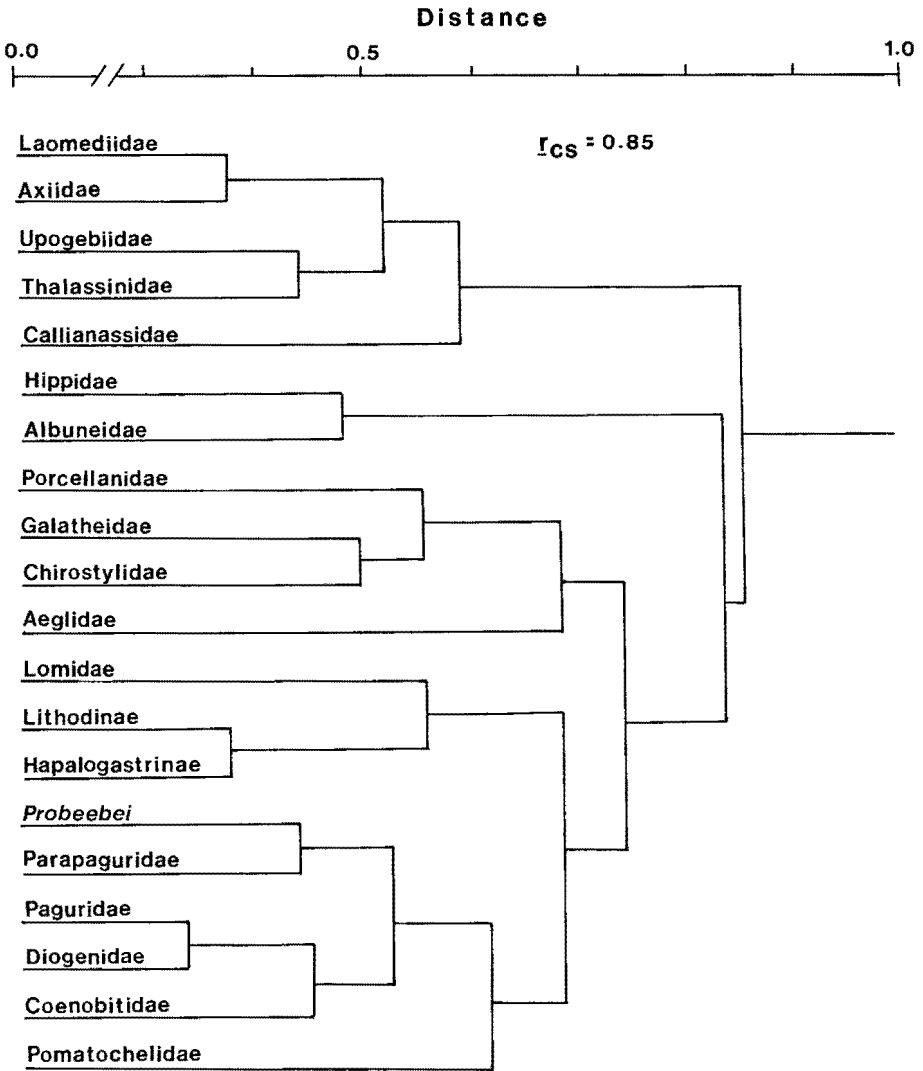 Distance
0.0 0.5 1.0
r_cs = 0.85
Laomediidae
Axiidae
Upogebiidae
Thalassinidae
Callianassidae
Hippidae
Albuneidae
Porcellanidae
Galatheidae
Chirostylidae
Aeglidae
Lomidae
Lithodinae
Hapalogastrinae
Probeebei
Parapaguridae
Paguridae
Diogenidae
Coenobitidae
Pomatochelidae